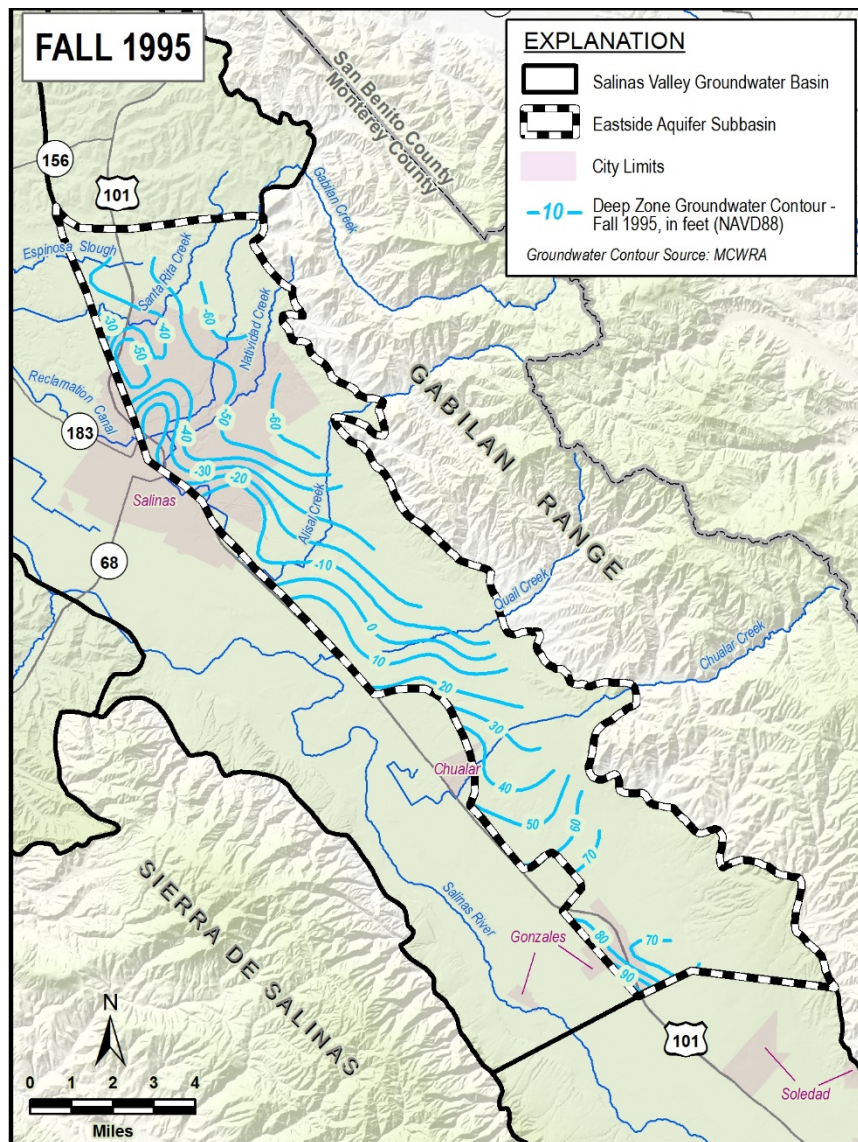 FALL 1995
EXPLANATION
Salinas Valley Groundwater Basin
Eastside Aquifer Subbasin
City Limits
-10 Deep Zone Groundwater Contour -
Fall 1995, in feet (NAVD88)
Groundwater Contour Source: MCWRA
San Benito County
Monterey County
156
101
Gabilan Creek
Espinosa Slough
Santa Rita Creek
Natividad Creek
-30
-40
-60
-50
Reclamation Canal
183
GABILAN RANGE
-40
-50
-60
-30
-20
Salinas
Alisal Creek
68
-10
Quail Creek
0
10
Chualar Creek
20
30
Chualar
40
50
60
70
SIERRA DE SALINAS
Salinas River
Gonzales
80
70
90
N
101
Soledad
0 1 2 3 4
Miles